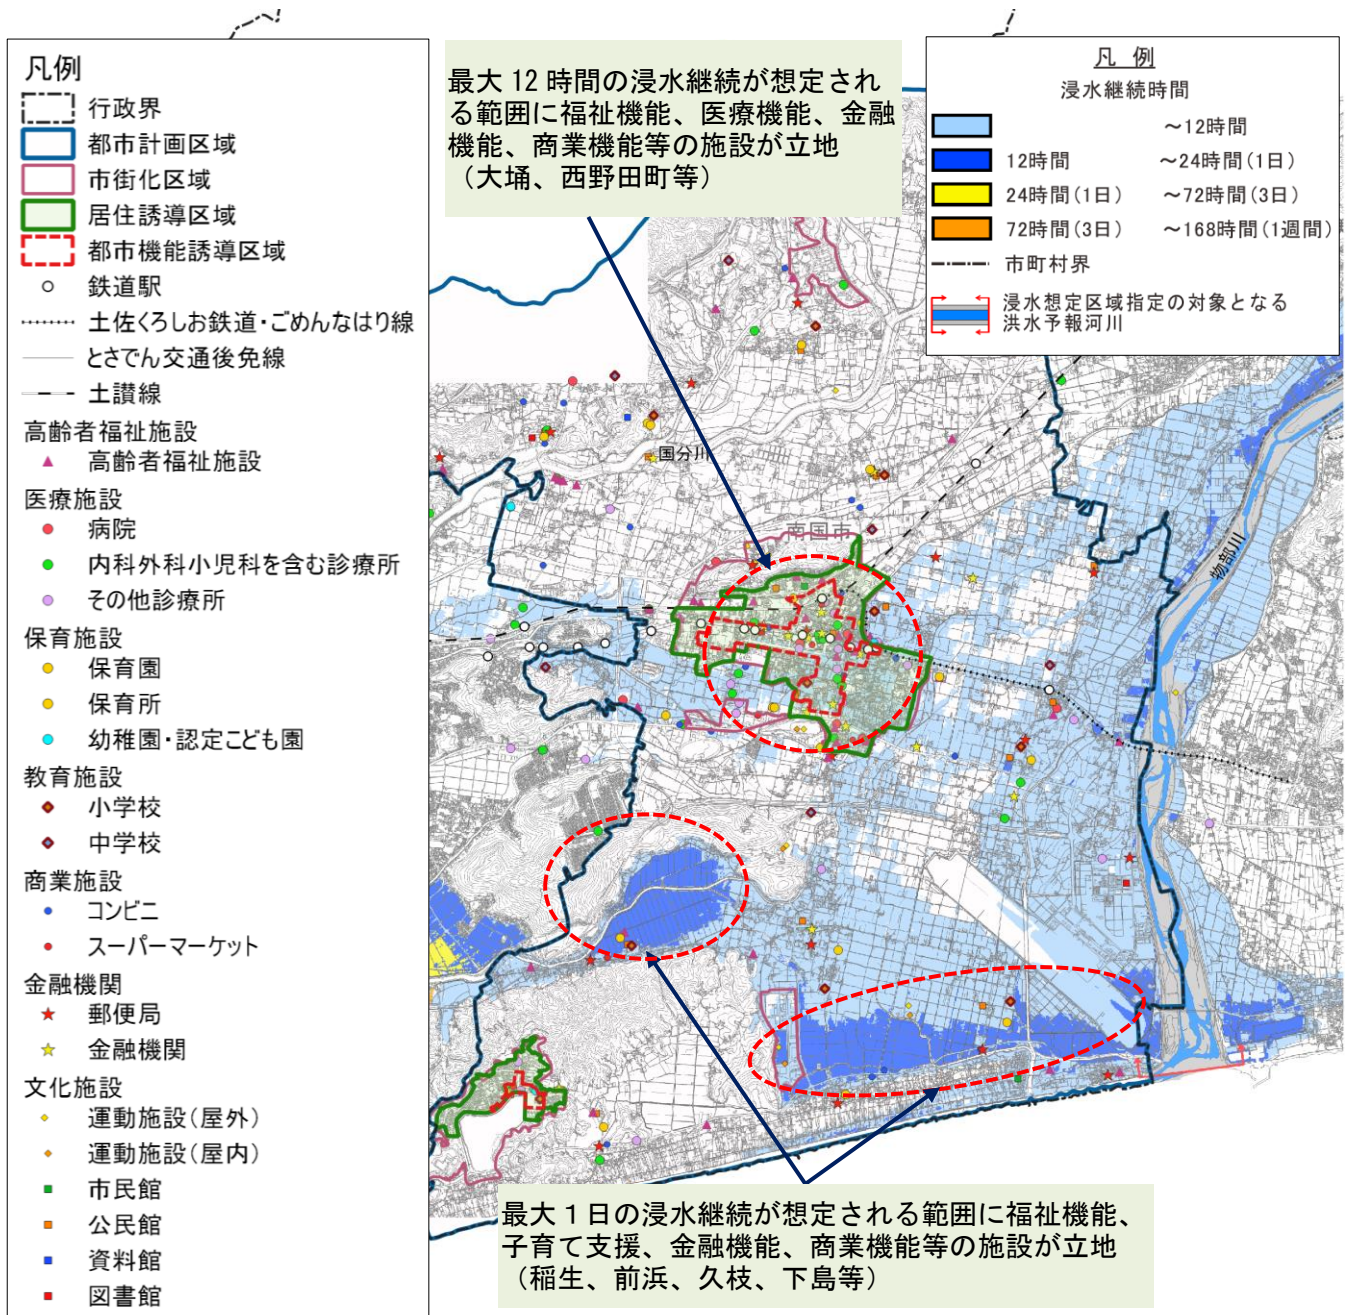 凡例
行政界
都市計画区域
市街化区域
居住誘導区域
都市機能誘導区域
鉄道駅
土佐くろしお鉄道・ごめんなはり線
とさでん交通後免線
土讃線
高齢者福祉施設
高齢者福祉施設
医療施設
病院
内科外科小児科を含む診療所
その他診療所
保育施設
保育園
保育所
幼稚園・認定こども園
教育施設
小学校
中学校
商業施設
コンビニ
スーパーマーケット
金融機関
郵便局
金融機関
文化施設
運動施設(屋外)
運動施設(屋内)
市民館
公民館
資料館
図書館
最大12時間の浸水継続が想定され
る範囲に福祉機能、医療機能、金融
機能、商業機能等の施設が立地
（大埇、西野田町等）
凡 例
浸水継続時間
～12時間
12時間 ～24時間(1日)
24時間(1日) ～72時間(3日)
72時間(3日) ～168時間(1週間)
市町村界
浸水想定区域指定の対象となる
洪水予報河川
国分川
南国市
物部川
最大１日の浸水継続が想定される範囲に福祉機能、
子育て支援、金融機能、商業機能等の施設が立地
（稲生、前浜、久枝、下島等）